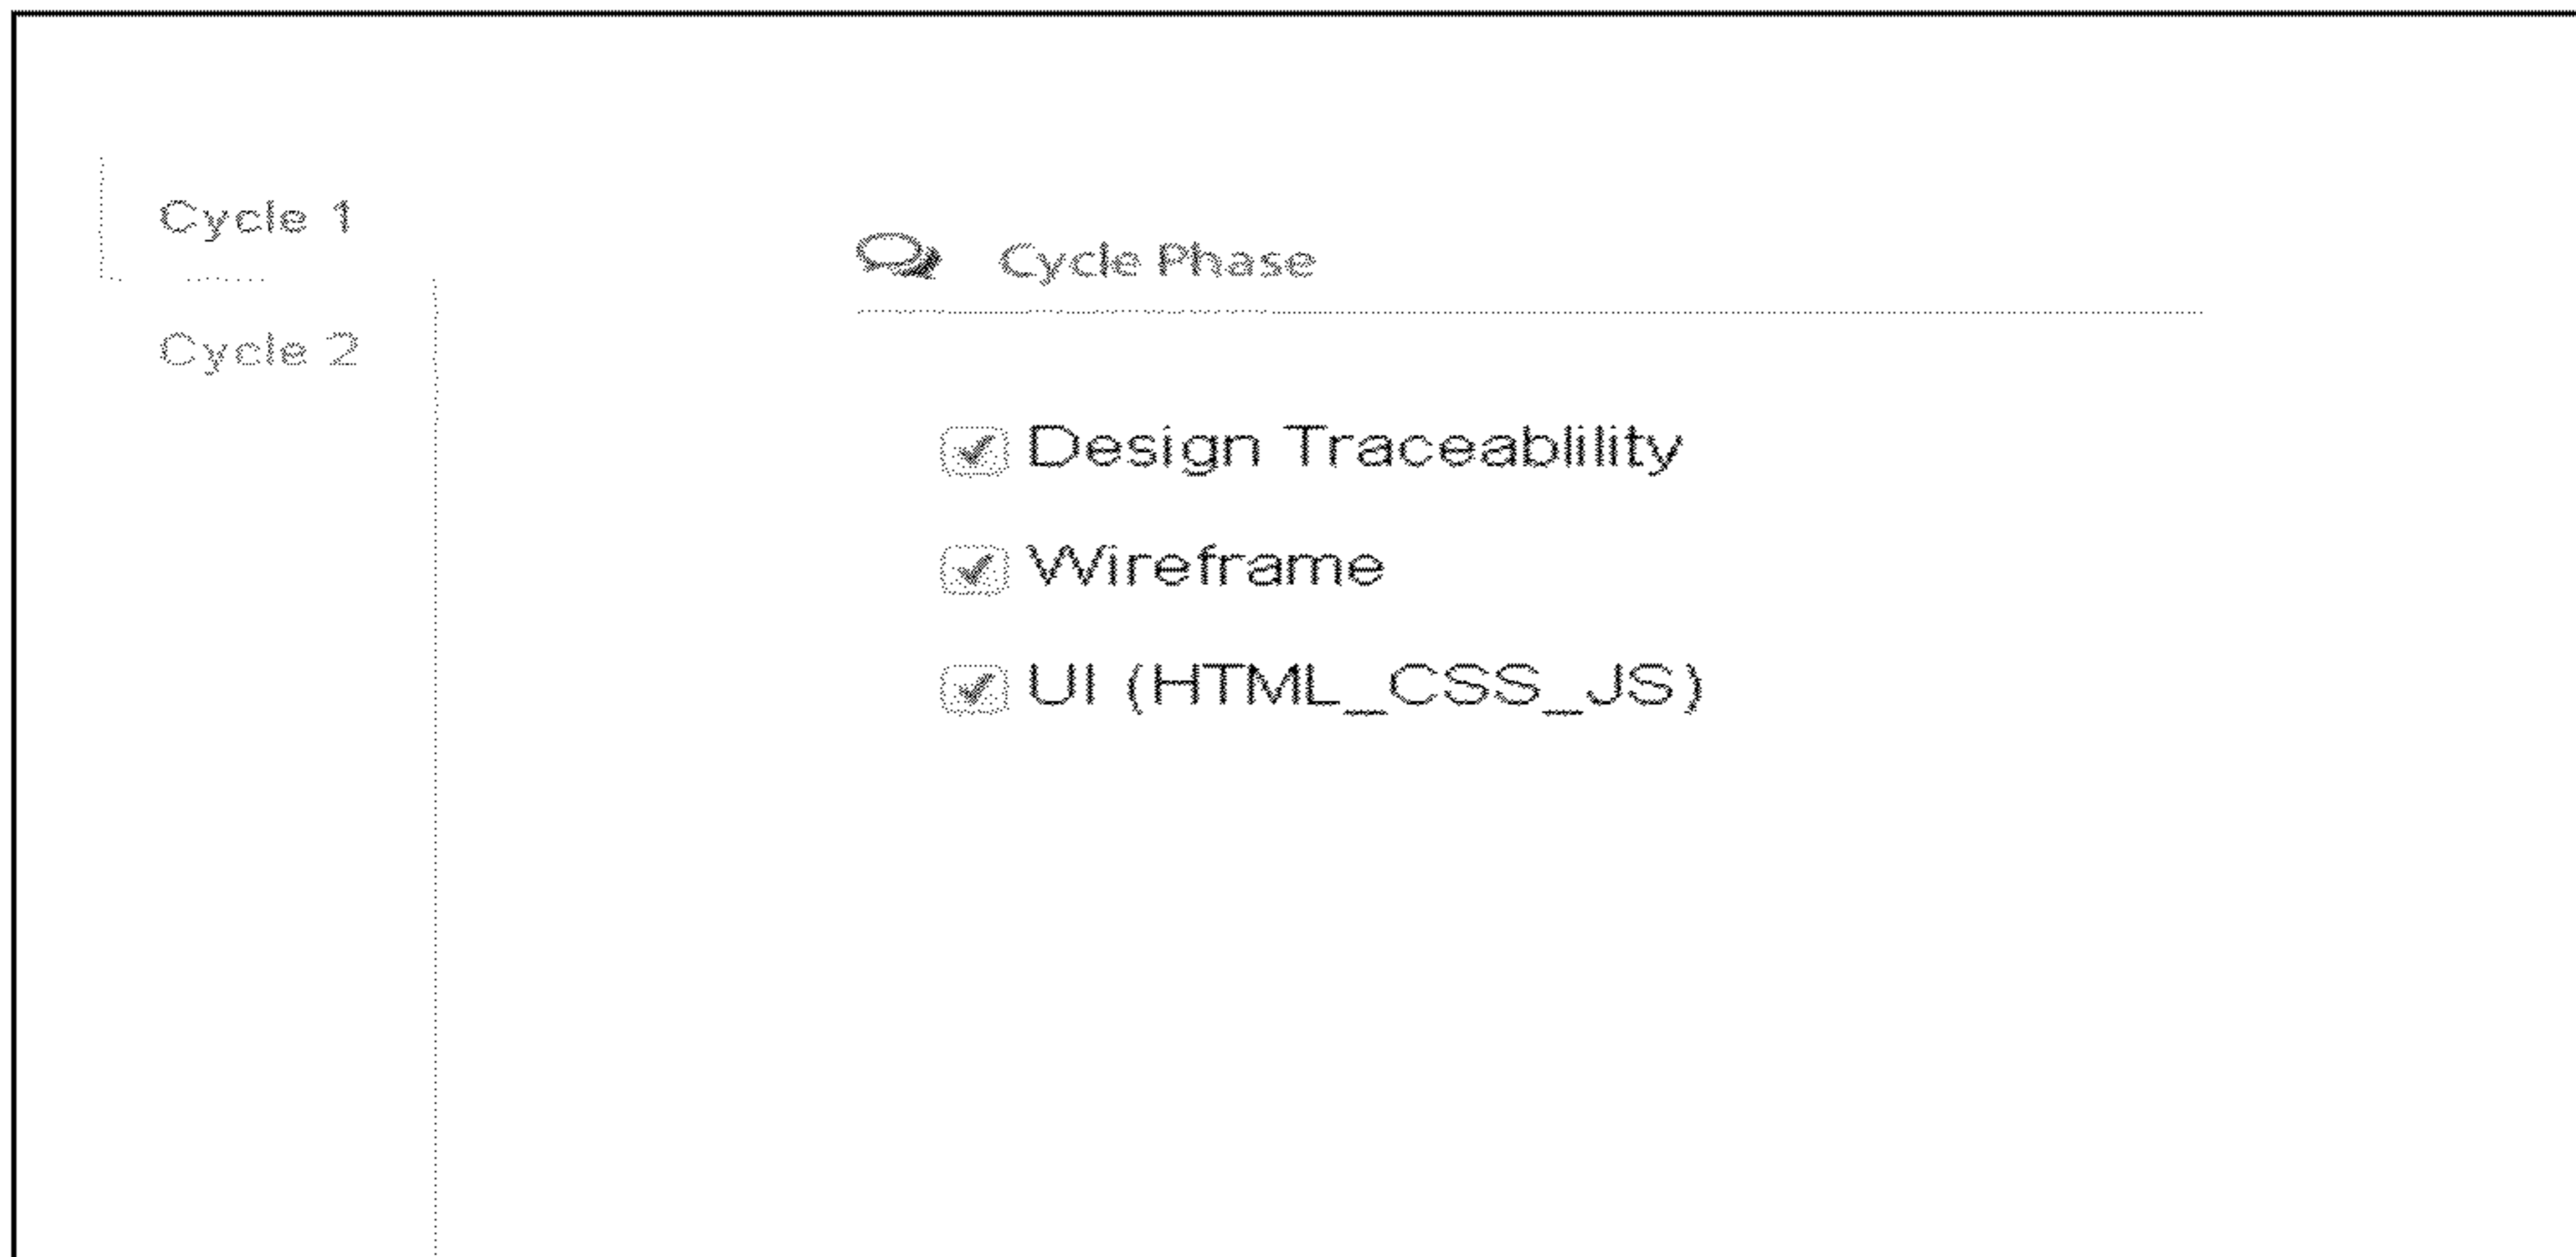 Cycle 1
Cycle 2
Cycle Phase
Design Traceablility
Wireframe
UI (HTML_CSS_JS)